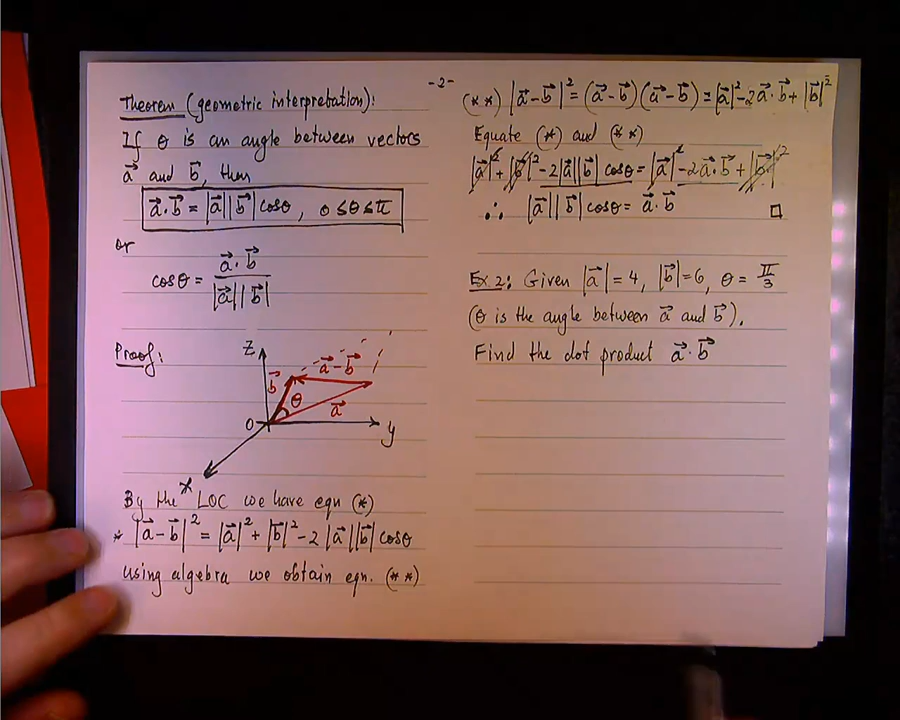 -2-
Theorem (geometric interpretation):
If θ is an angle between vectors
a⃗ and b⃗, then
a⃗ · b⃗ = |a⃗||b⃗| cosθ, 0 ≤ θ ≤ π
or
cosθ = a⃗ · b⃗ / |a⃗||b⃗|
Proof:
z
b⃗
a⃗ - b⃗
θ
a⃗
0
y
x
By the LOC we have eqn (*)
* |a⃗ - b⃗|² = |a⃗|² + |b⃗|² - 2|a⃗||b⃗| cosθ
using algebra we obtain eqn. (**)
(**) |a⃗ - b⃗|² = (a⃗ - b⃗)(a⃗ - b⃗) = |a⃗|² - 2a⃗ · b⃗ + |b⃗|²
Equate (*) and (**)
|a⃗|² + |b⃗|² - 2|a⃗||b⃗| cosθ = |a⃗|² - 2a⃗ · b⃗ + |b⃗|²
∴ |a⃗||b⃗| cosθ = a⃗ · b⃗ □
Ex 2: Given |a⃗| = 4, |b⃗| = 6, θ = π/3
(θ is the angle between a⃗ and b⃗).
Find the dot product a⃗ · b⃗